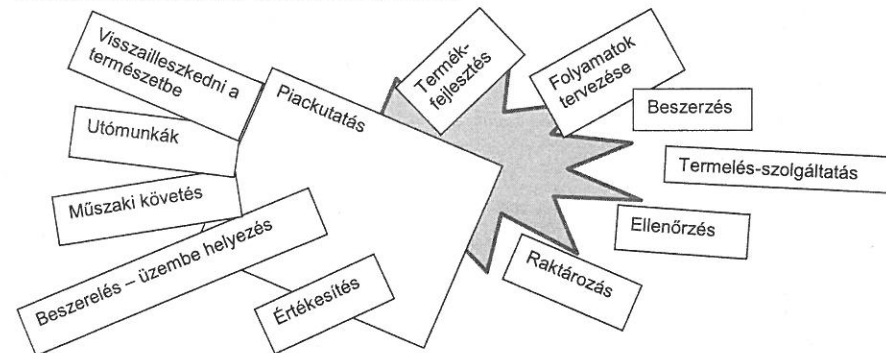 Visszailleszkedni a
természetbe
Utómunkák
Műszaki követés
Beszerelés – üzembe helyezés
Értékesítés
Piackutatás
Termék-
fejlesztés
Folyamatok
tervezése
Beszerzés
Termelés-szolgáltatás
Ellenőrzés
Raktározás